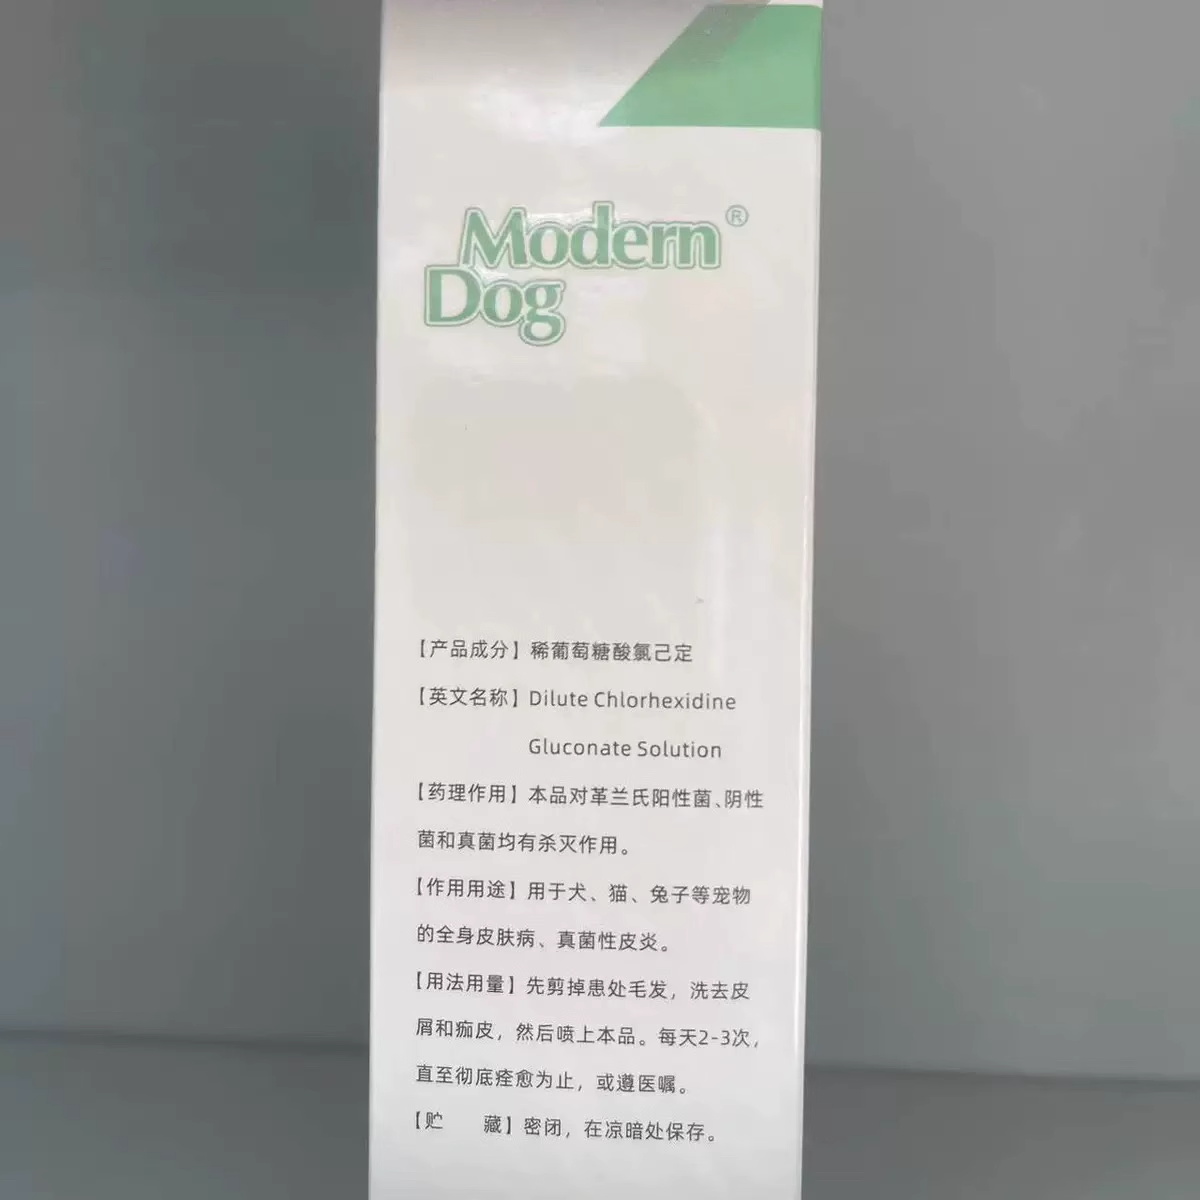 Modern®
Dog
【产品成分】稀葡萄糖酸氯己定
【英文名称】Dilute Chlorhexidine
Gluconate Solution
【药理作用】本品对革兰氏阳性菌、阴性
菌和真菌均有杀灭作用。
【作用用途】用于犬、猫、兔子等宠物
的全身皮肤病、真菌性皮炎。
【用法用量】先剪掉患处毛发，洗去皮
屑和痂皮，然后喷上本品。每天2-3次，
直至彻底痊愈为止，或遵医嘱。
【贮　　藏】密闭，在凉暗处保存。